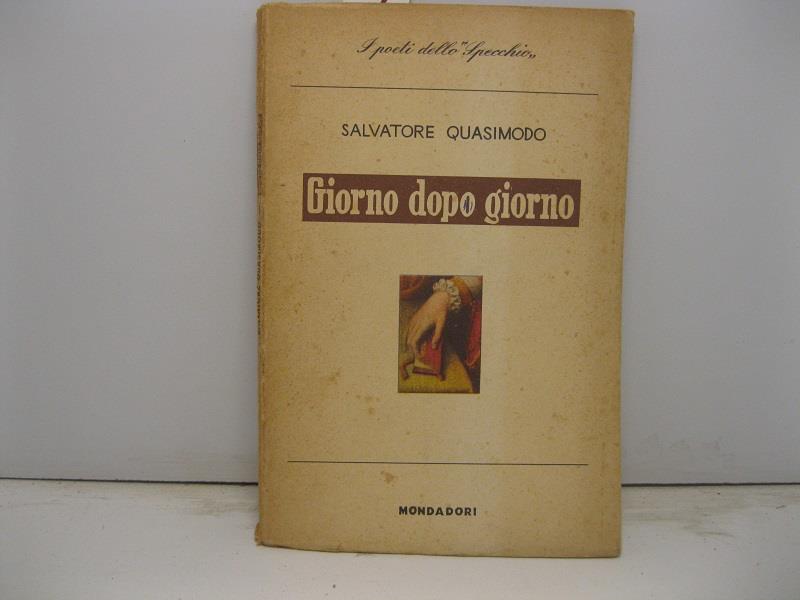 I poeti dello "Specchio„
SALVATORE QUASIMODO
Giorno dopo giorno
MONDADORI